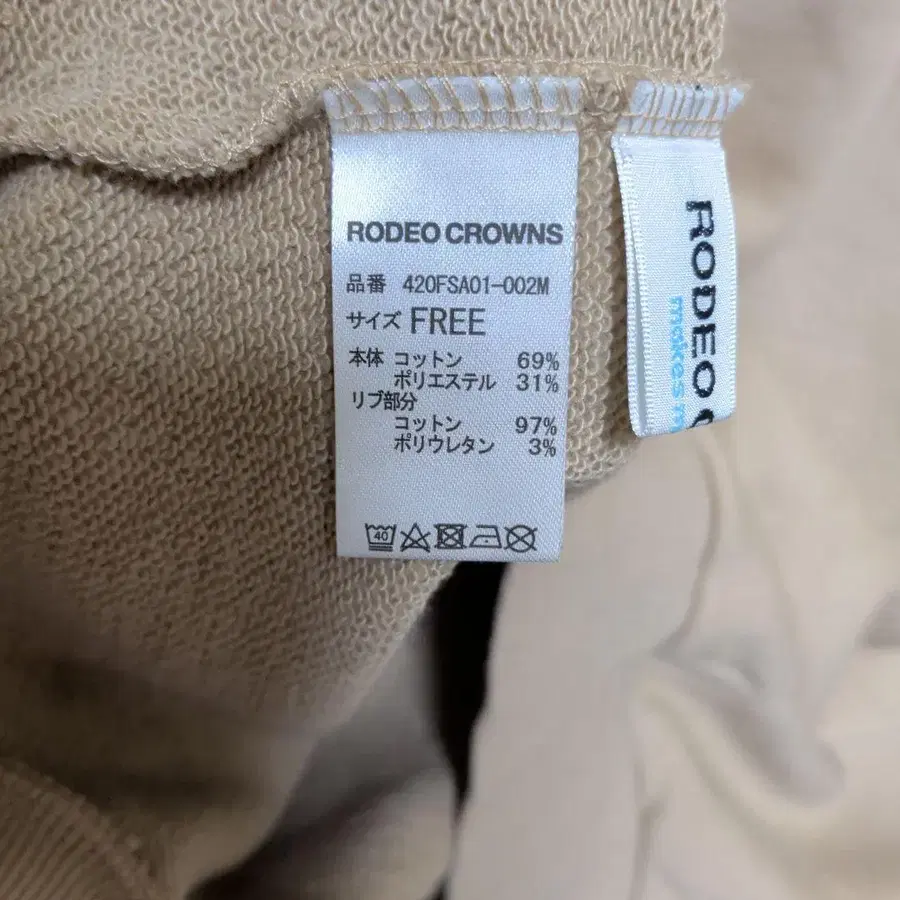 RODEO CROWNS
品番 420FSA01-002M
サイズ FREE
本体 コットン 69%
ポリエステル 31%
リブ部分
コットン 97%
ポリウレタン 3%
40
RODEO
makes